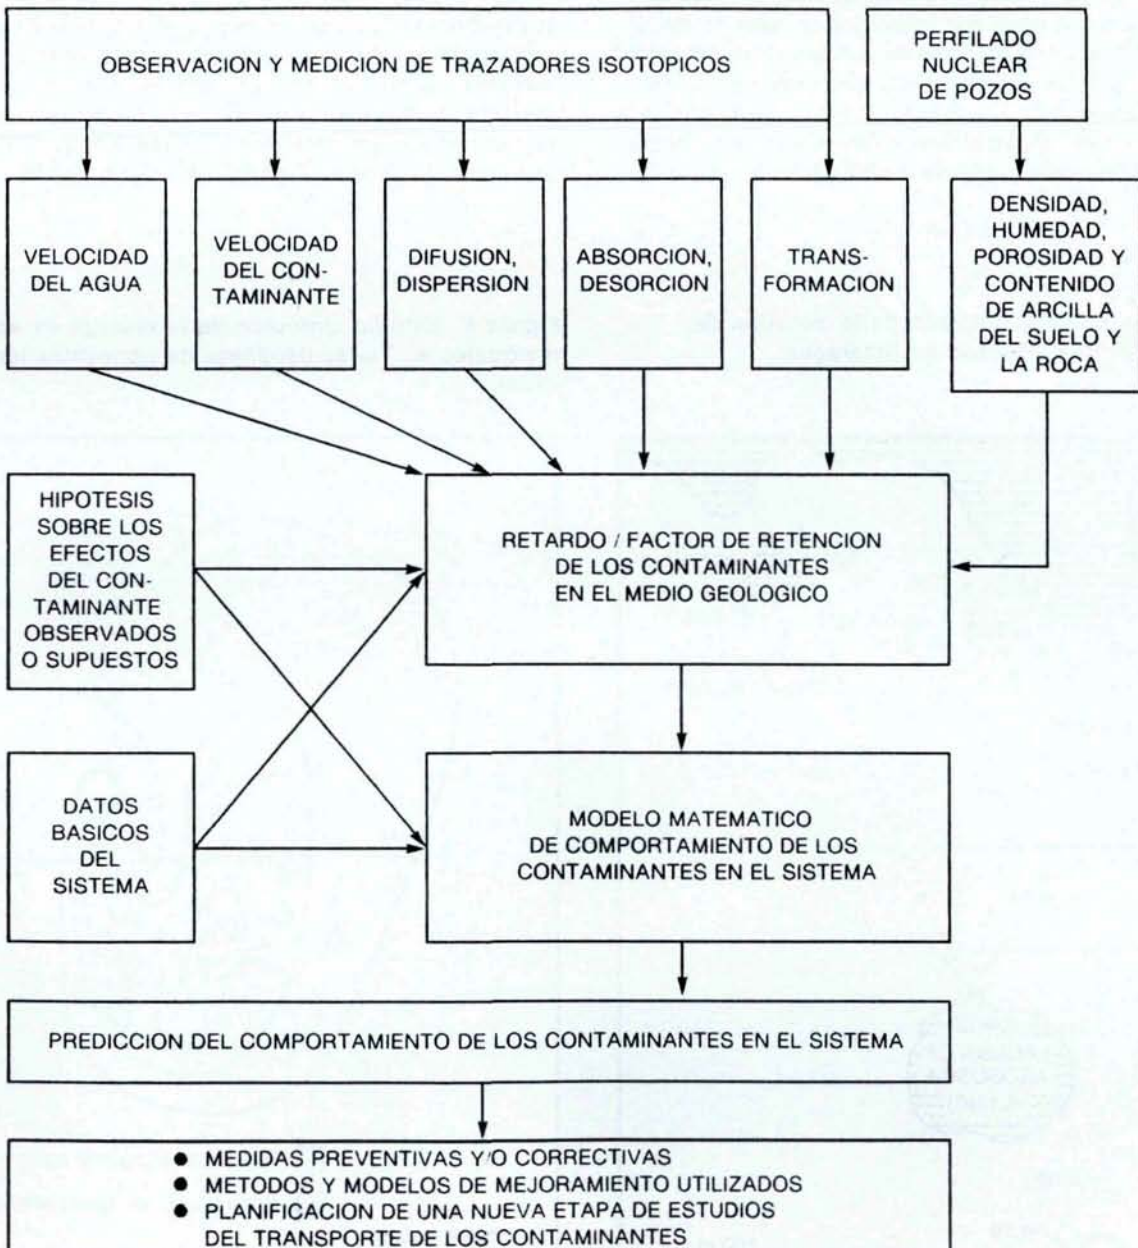 OBSERVACION Y MEDICION DE TRAZADORES ISOTOPICOS
PERFILADO
NUCLEAR
DE POZOS
VELOCIDAD
DEL AGUA
VELOCIDAD
DEL CON-
TAMINANTE
DIFUSION,
DISPERSION
ABSORCION,
DESORCION
TRANS-
FORMACION
DENSIDAD,
HUMEDAD,
POROSIDAD Y
CONTENIDO
DE ARCILLA
DEL SUELO Y
LA ROCA
HIPOTESIS
SOBRE LOS
EFECTOS
DEL CON-
TAMINANTE
OBSERVADOS
O SUPUESTOS
RETARDO / FACTOR DE RETENCION
DE LOS CONTAMINANTES
EN EL MEDIO GEOLOGICO
DATOS
BASICOS
DEL
SISTEMA
MODELO MATEMATICO
DE COMPORTAMIENTO DE LOS
CONTAMINANTES EN EL SISTEMA
PREDICCION DEL COMPORTAMIENTO DE LOS CONTAMINANTES EN EL SISTEMA
● MEDIDAS PREVENTIVAS Y/O CORRECTIVAS
● METODOS Y MODELOS DE MEJORAMIENTO UTILIZADOS
● PLANIFICACION DE UNA NUEVA ETAPA DE ESTUDIOS
DEL TRANSPORTE DE LOS CONTAMINANTES